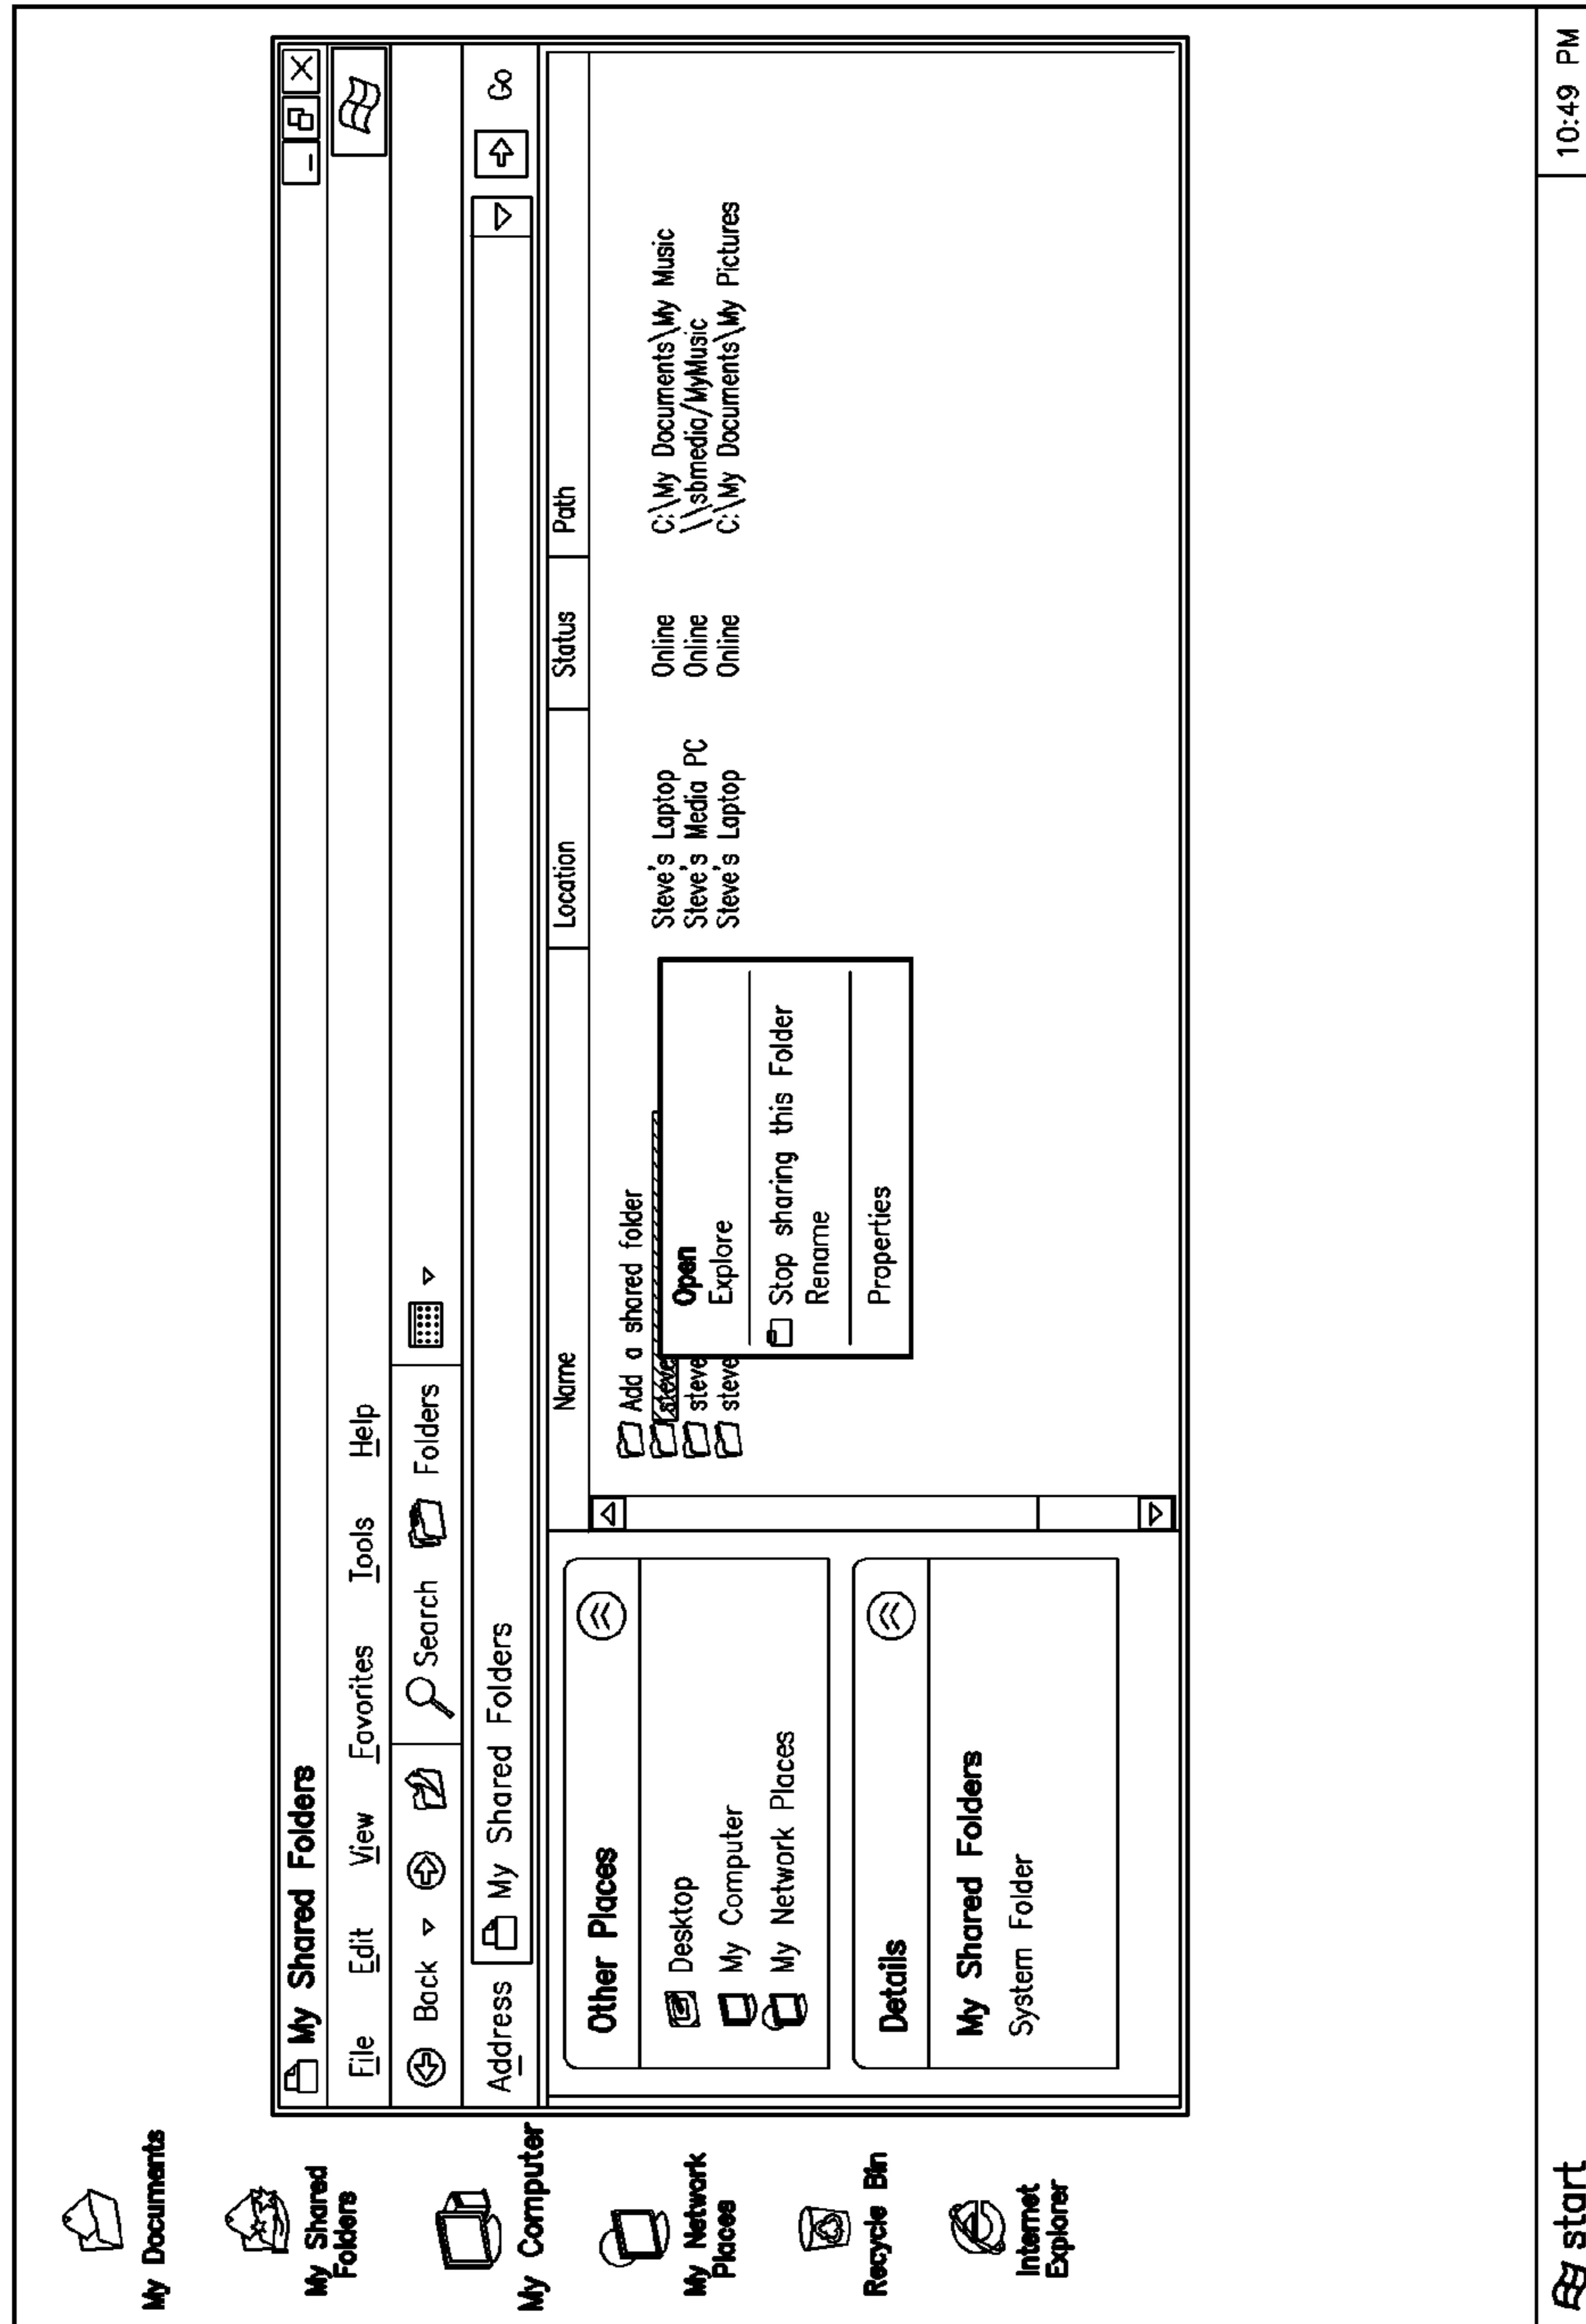 My Documents
My Shared
Folders
My Computer
My Network
Places
Recycle Bin
Internet
Explorer
My Shared Folders
File Edit View Favorites Tools Help
Back Search Folders
Address My Shared Folders Go
Other Places
Desktop
My Computer
My Network Places
Details
My Shared Folders
System Folder
Name Location Status Path
Add a shared folder
steve Steve's Laptop Online C:\My Documents\My Music
steve Steve's Media PC Online \\sbmedia/MyMusic
steve Steve's Laptop Online C:\My Documents\My Pictures
Open
Explore
Stop sharing this Folder
Rename
Properties
start 10:49 PM